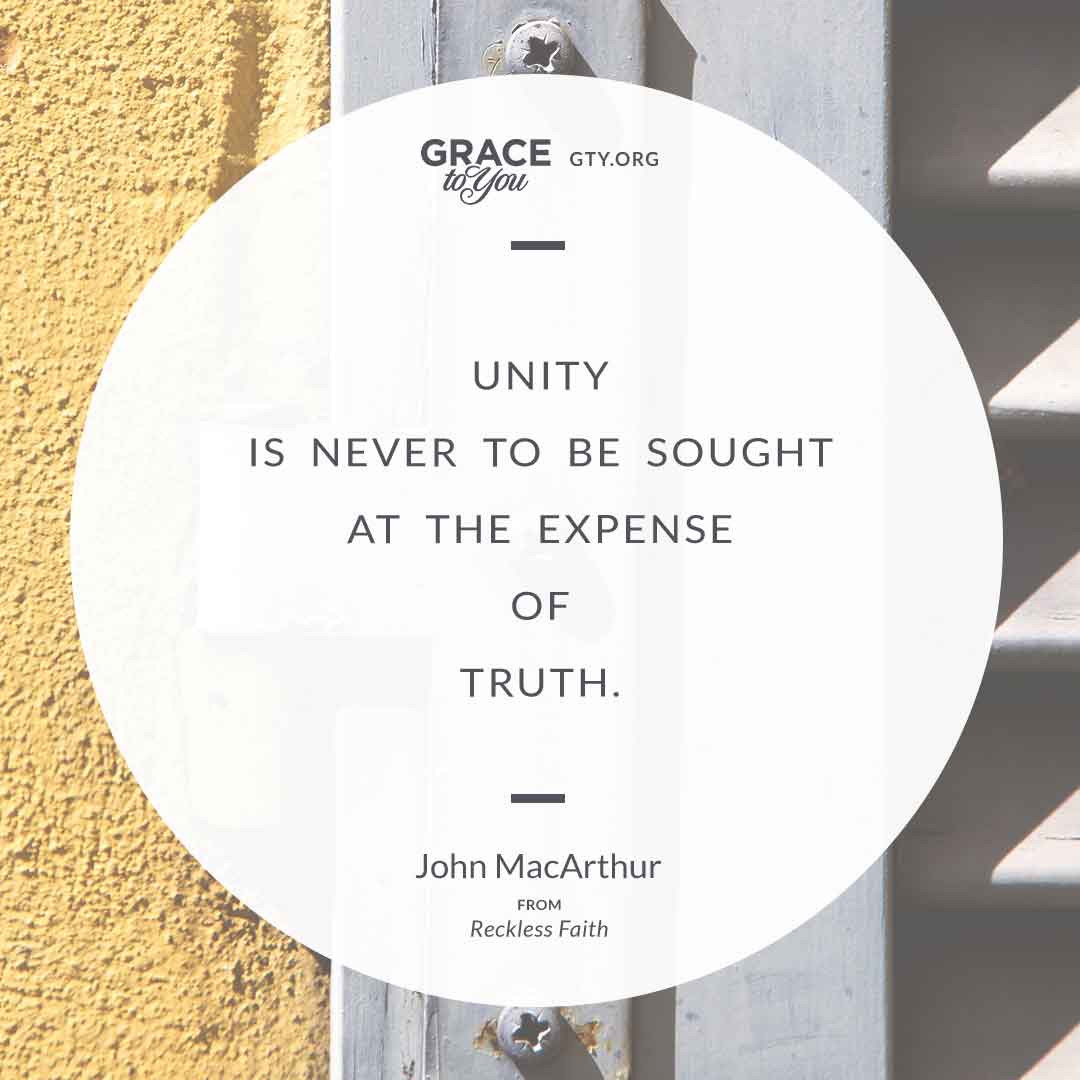 GRACE to You GTY.ORG
UNITY
IS NEVER TO BE SOUGHT
AT THE EXPENSE
OF
TRUTH.
John MacArthur
FROM
Reckless Faith